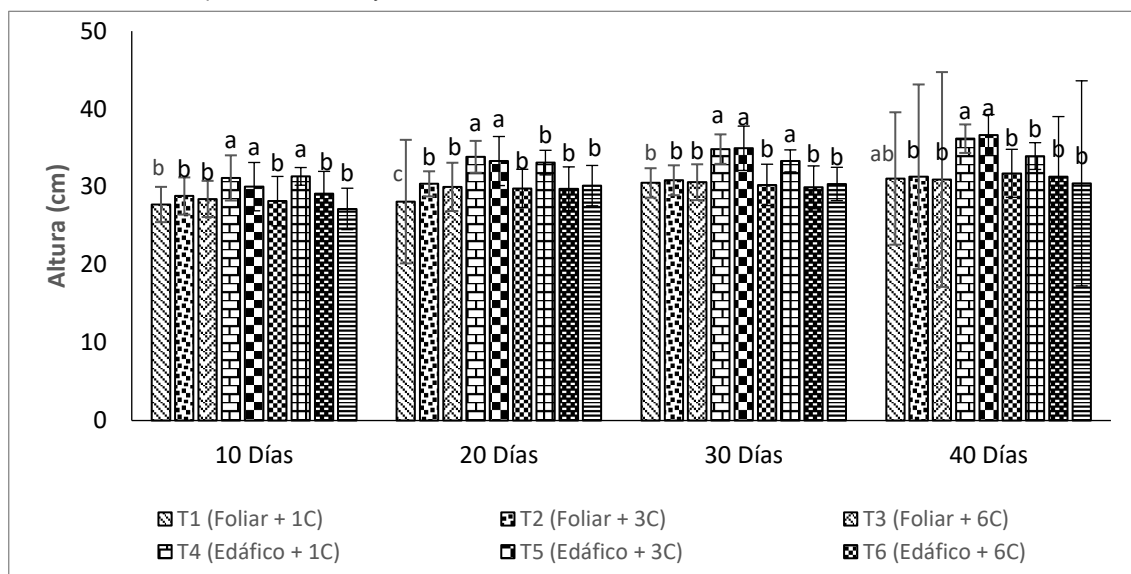 50
40
30
20
10
0
Altura (cm)
b b b a a b a b b
c b b a a b b b b
b b b a a b a b b
ab b b a a b b b b
10 Días 20 Días 30 Días 40 Días
T1 (Foliar + 1C) T2 (Foliar + 3C) T3 (Foliar + 6C)
T4 (Edáfico + 1C) T5 (Edáfico + 3C) T6 (Edáfico + 6C)